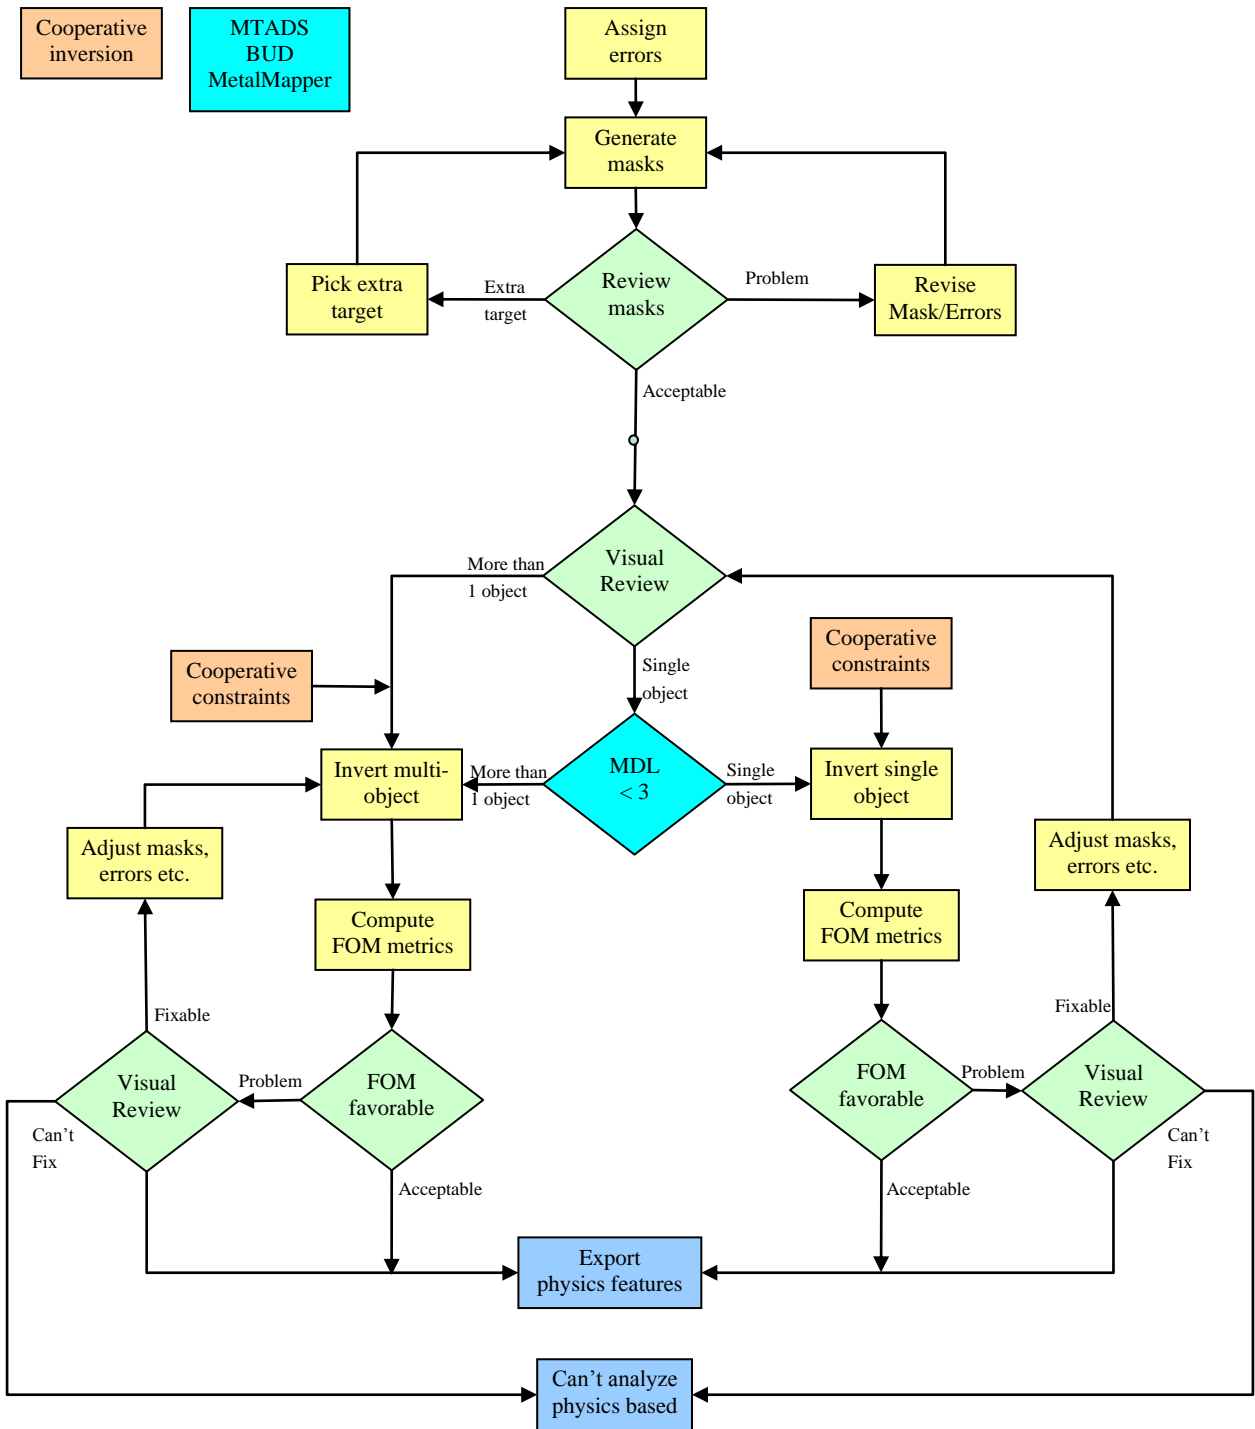 Cooperative
inversion
MTADS
BUD
MetalMapper
Assign
errors
Generate
masks
Pick extra
target
Extra
target
Review
masks
Problem
Revise
Mask/Errors
Acceptable
Visual
Review
More than
1 object
Cooperative
constraints
Cooperative
constraints
Single
object
Invert multi-
object
More than
1 object
MDL
< 3
Single
object
Invert single
object
Adjust masks,
errors etc.
Adjust masks,
errors etc.
Compute
FOM metrics
Compute
FOM metrics
Fixable
Fixable
Visual
Review
Problem
FOM
favorable
FOM
favorable
Problem
Visual
Review
Can't
Fix
Can't
Fix
Acceptable
Acceptable
Export
physics features
Can't analyze
physics based